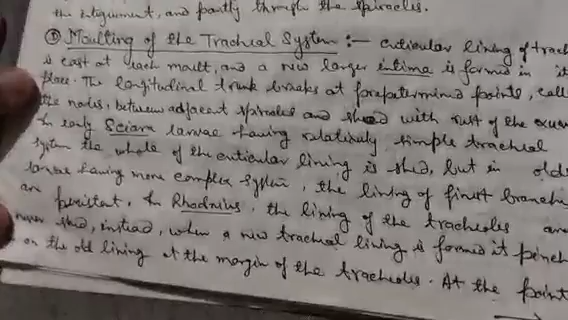 the integument, and partly through the spiracles.
Moulting of the Tracheal System :— cuticular lining of trach
is cast at each moult, and a new larger intima is formed in it
place. The longitudinal trunk breaks at forepatermined points, call
the nodes, between adjacent spiracles and shed with rest of the exuv
In early Sciara larvae having relatively simple tracheal
system the whole of the cuticular lining is shed, but in old
larvae having more complex system, the lining of finest branche
are persistent. In Rhodnius, the lining of the tracheoles are
never shed, instead, when a new tracheal lining is formed it pinch
on the old lining at the margin of the tracheoles. At the point